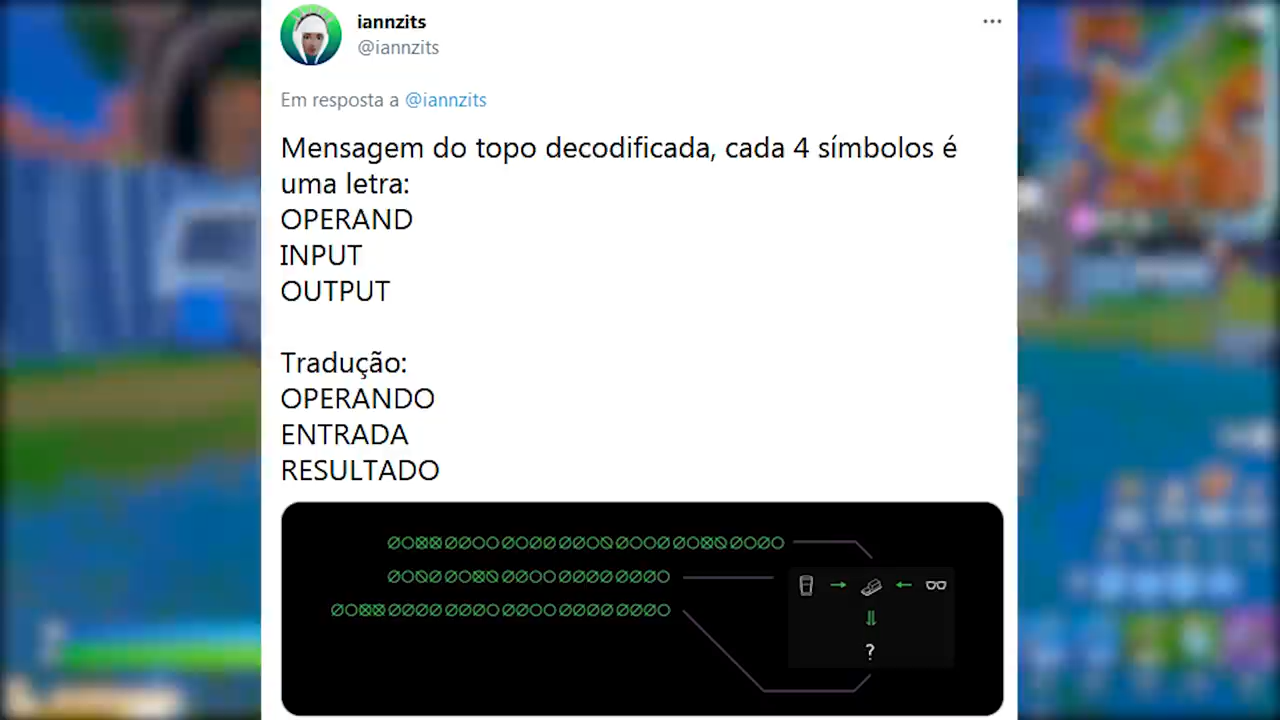 iannzits
@iannzits
Em resposta a @iannzits
Mensagem do topo decodificada, cada 4 símbolos é
uma letra:
OPERAND
INPUT
OUTPUT
Tradução:
OPERANDO
ENTRADA
RESULTADO
?